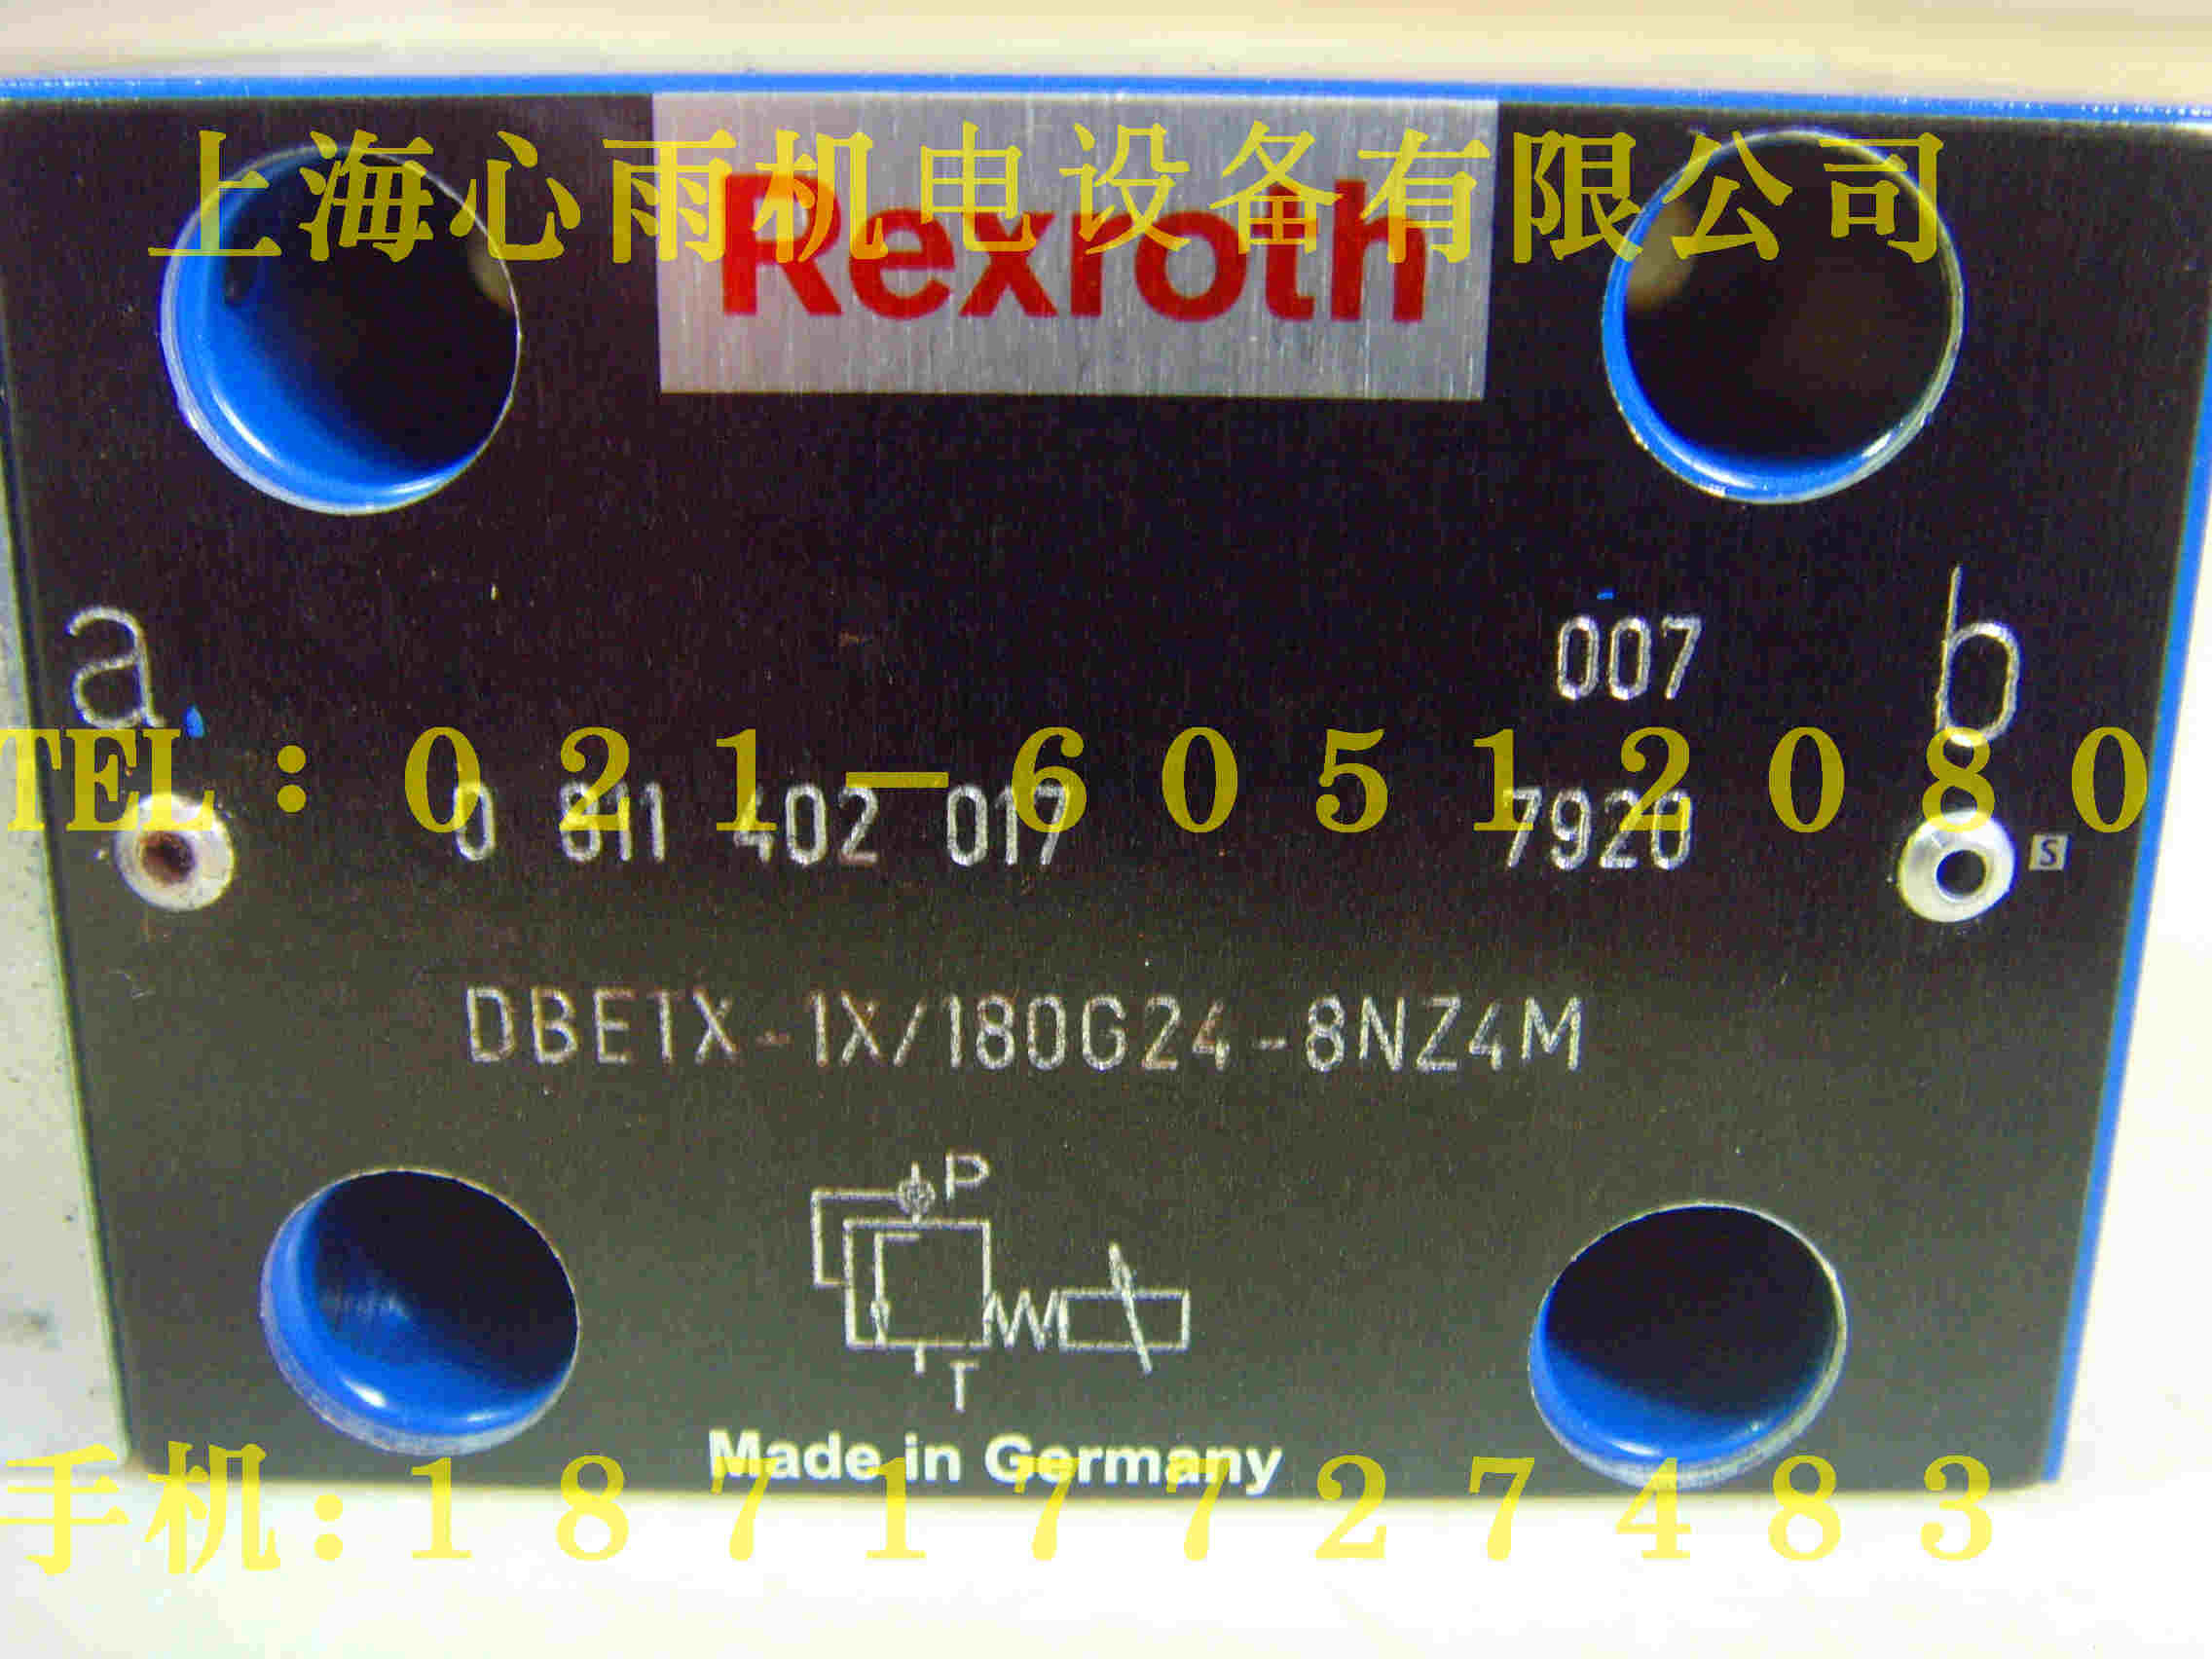 上海心雨机电设备有限公司
Rexroth
007
a
b
TEL:021-60512080
0 811 402 017 7920
S
DBETX-1X/180G24-8NZ4M
P
T
Made in Germany
手机:18717727483